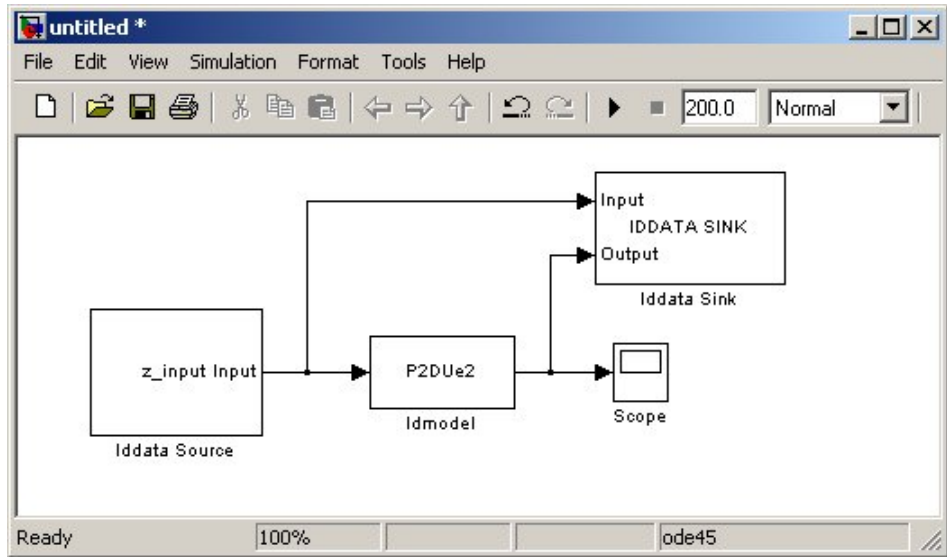 untitled *
File Edit View Simulation Format Tools Help
200.0 Normal
Input
IDDATA SINK
Output
Iddata Sink
z_input Input
P2DUe2
Idmodel
Scope
Iddata Source
Ready 100% ode45